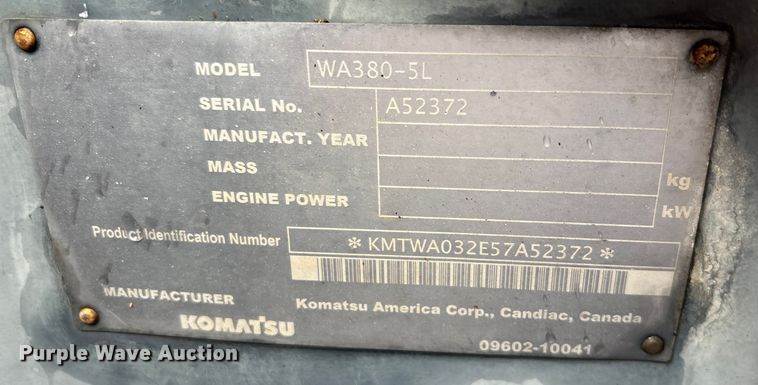 MODEL WA380-5L
SERIAL No. A52372
MANUFACT. YEAR
MASS kg
ENGINE POWER kW
Product Identification Number *KMTWA032E57A52372*
MANUFACTURER Komatsu America Corp., Candiac, Canada
KOMATSU
09602-10041
Purple Wave Auction